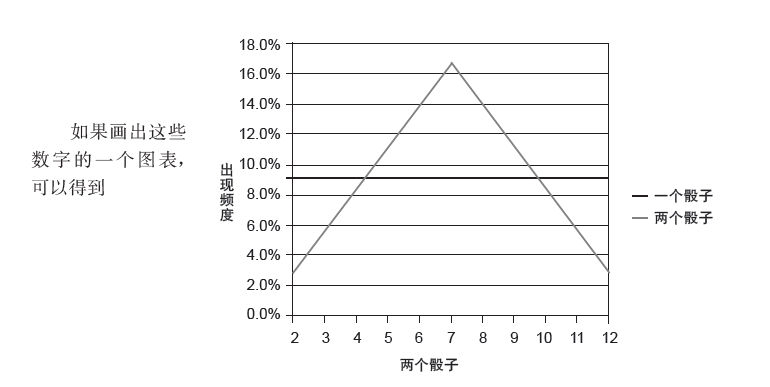 如果画出这些
数字的一个图表，
可以得到
18.0%
16.0%
14.0%
12.0%
10.0%
8.0%
6.0%
4.0%
2.0%
0.0%
出现频度
2 3 4 5 6 7 8 9 10 11 12
两个骰子
一个骰子
两个骰子